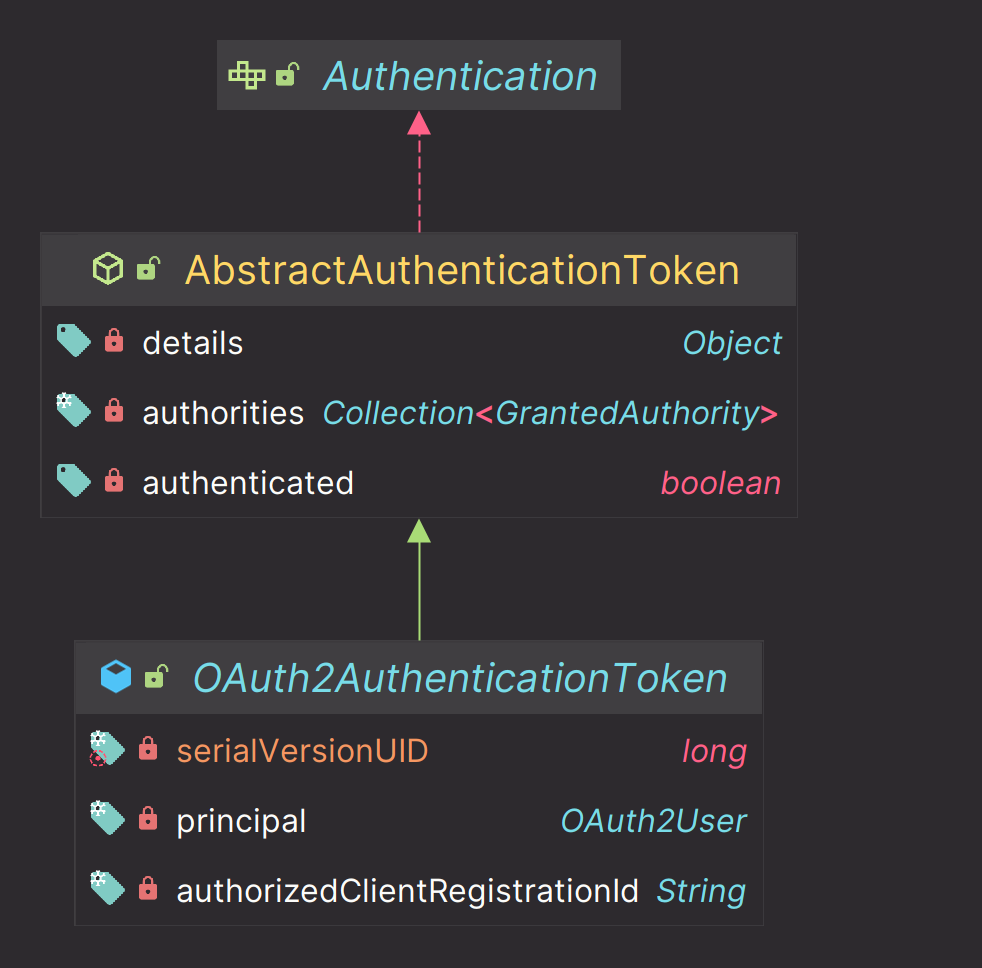 Authentication
AbstractAuthenticationToken
details Object
authorities Collection<GrantedAuthority>
authenticated boolean
OAuth2AuthenticationToken
serialVersionUID long
principal OAuth2User
authorizedClientRegistrationId String